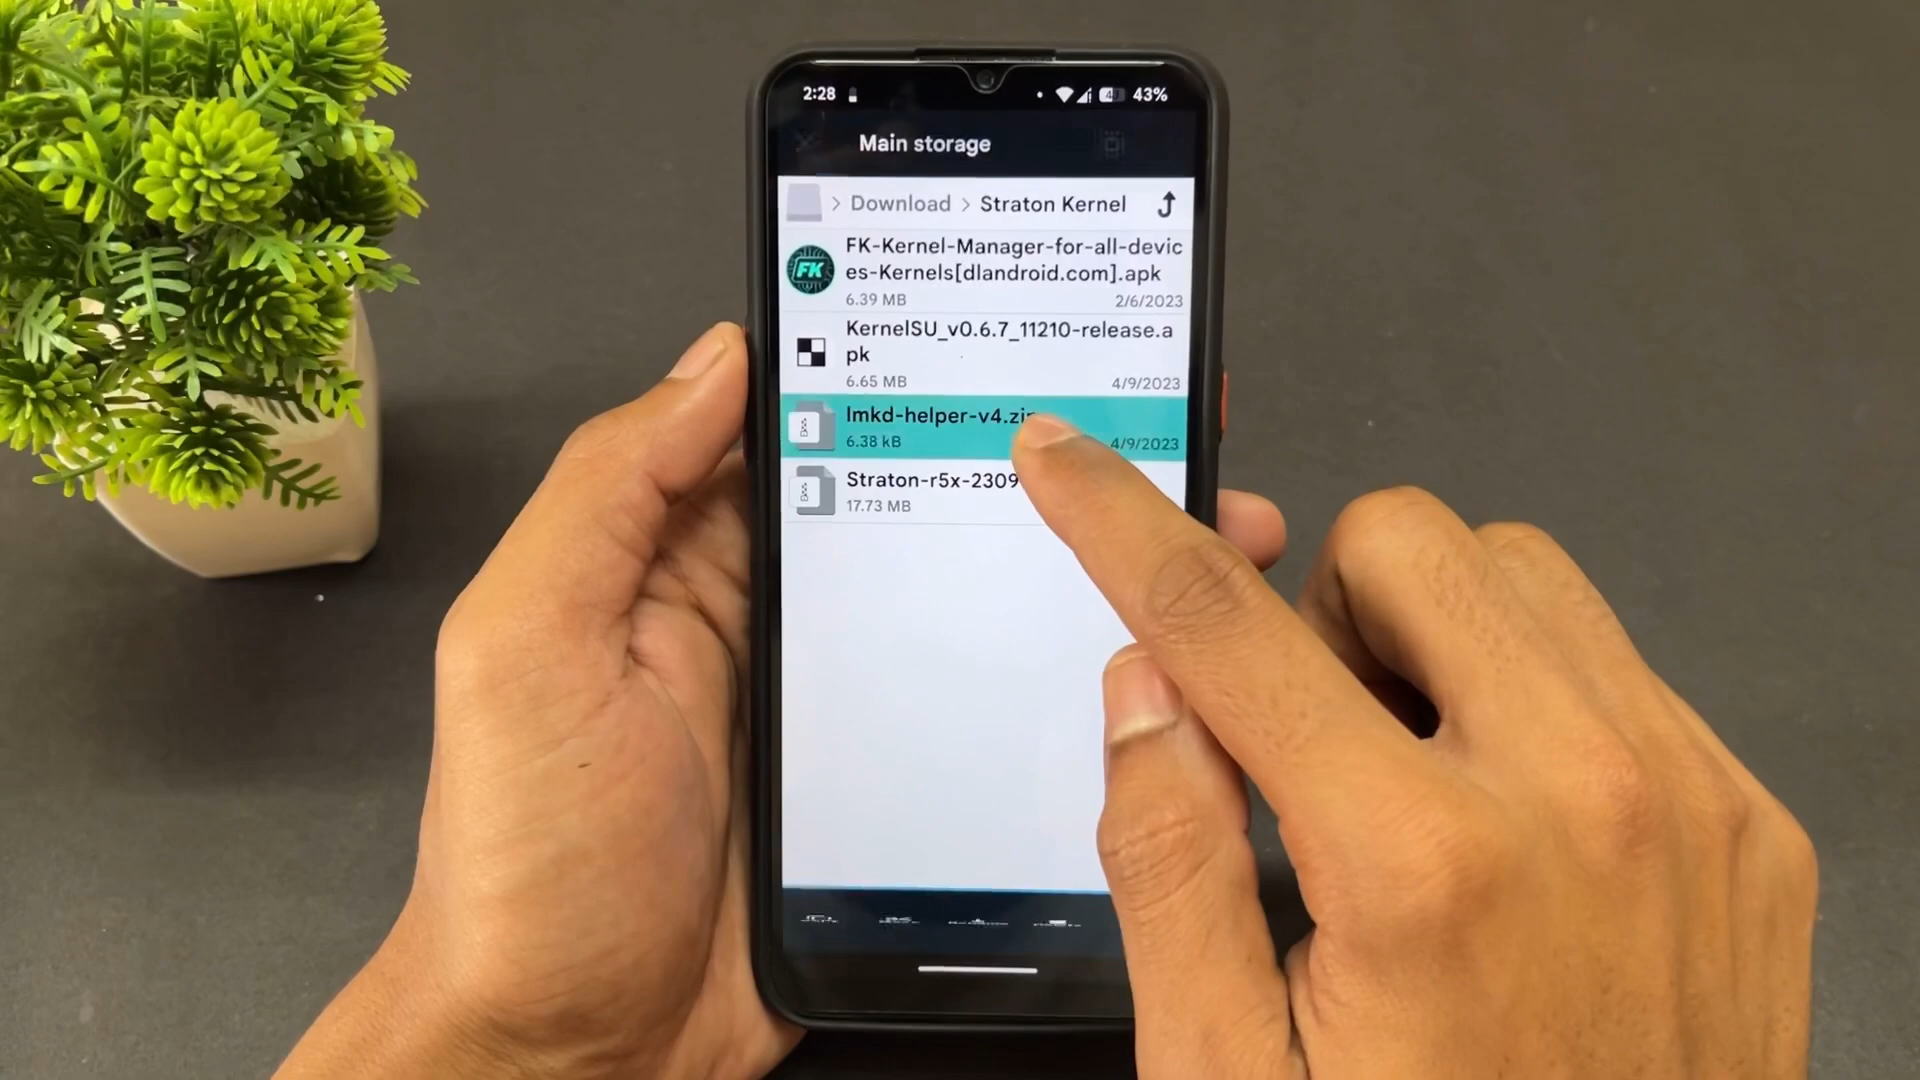 2:28 43%
Main storage
Download > Straton Kernel
FK-Kernel-Manager-for-all-devic
es-Kernels[dlandroid.com].apk
6.39 MB 2/6/2023
FK
KernelSU_v0.6.7_11210-release.a
pk
6.65 MB 4/9/2023
lmkd-helper-v4.zip
6.38 kB 4/9/2023
Straton-r5x-2309
17.73 MB